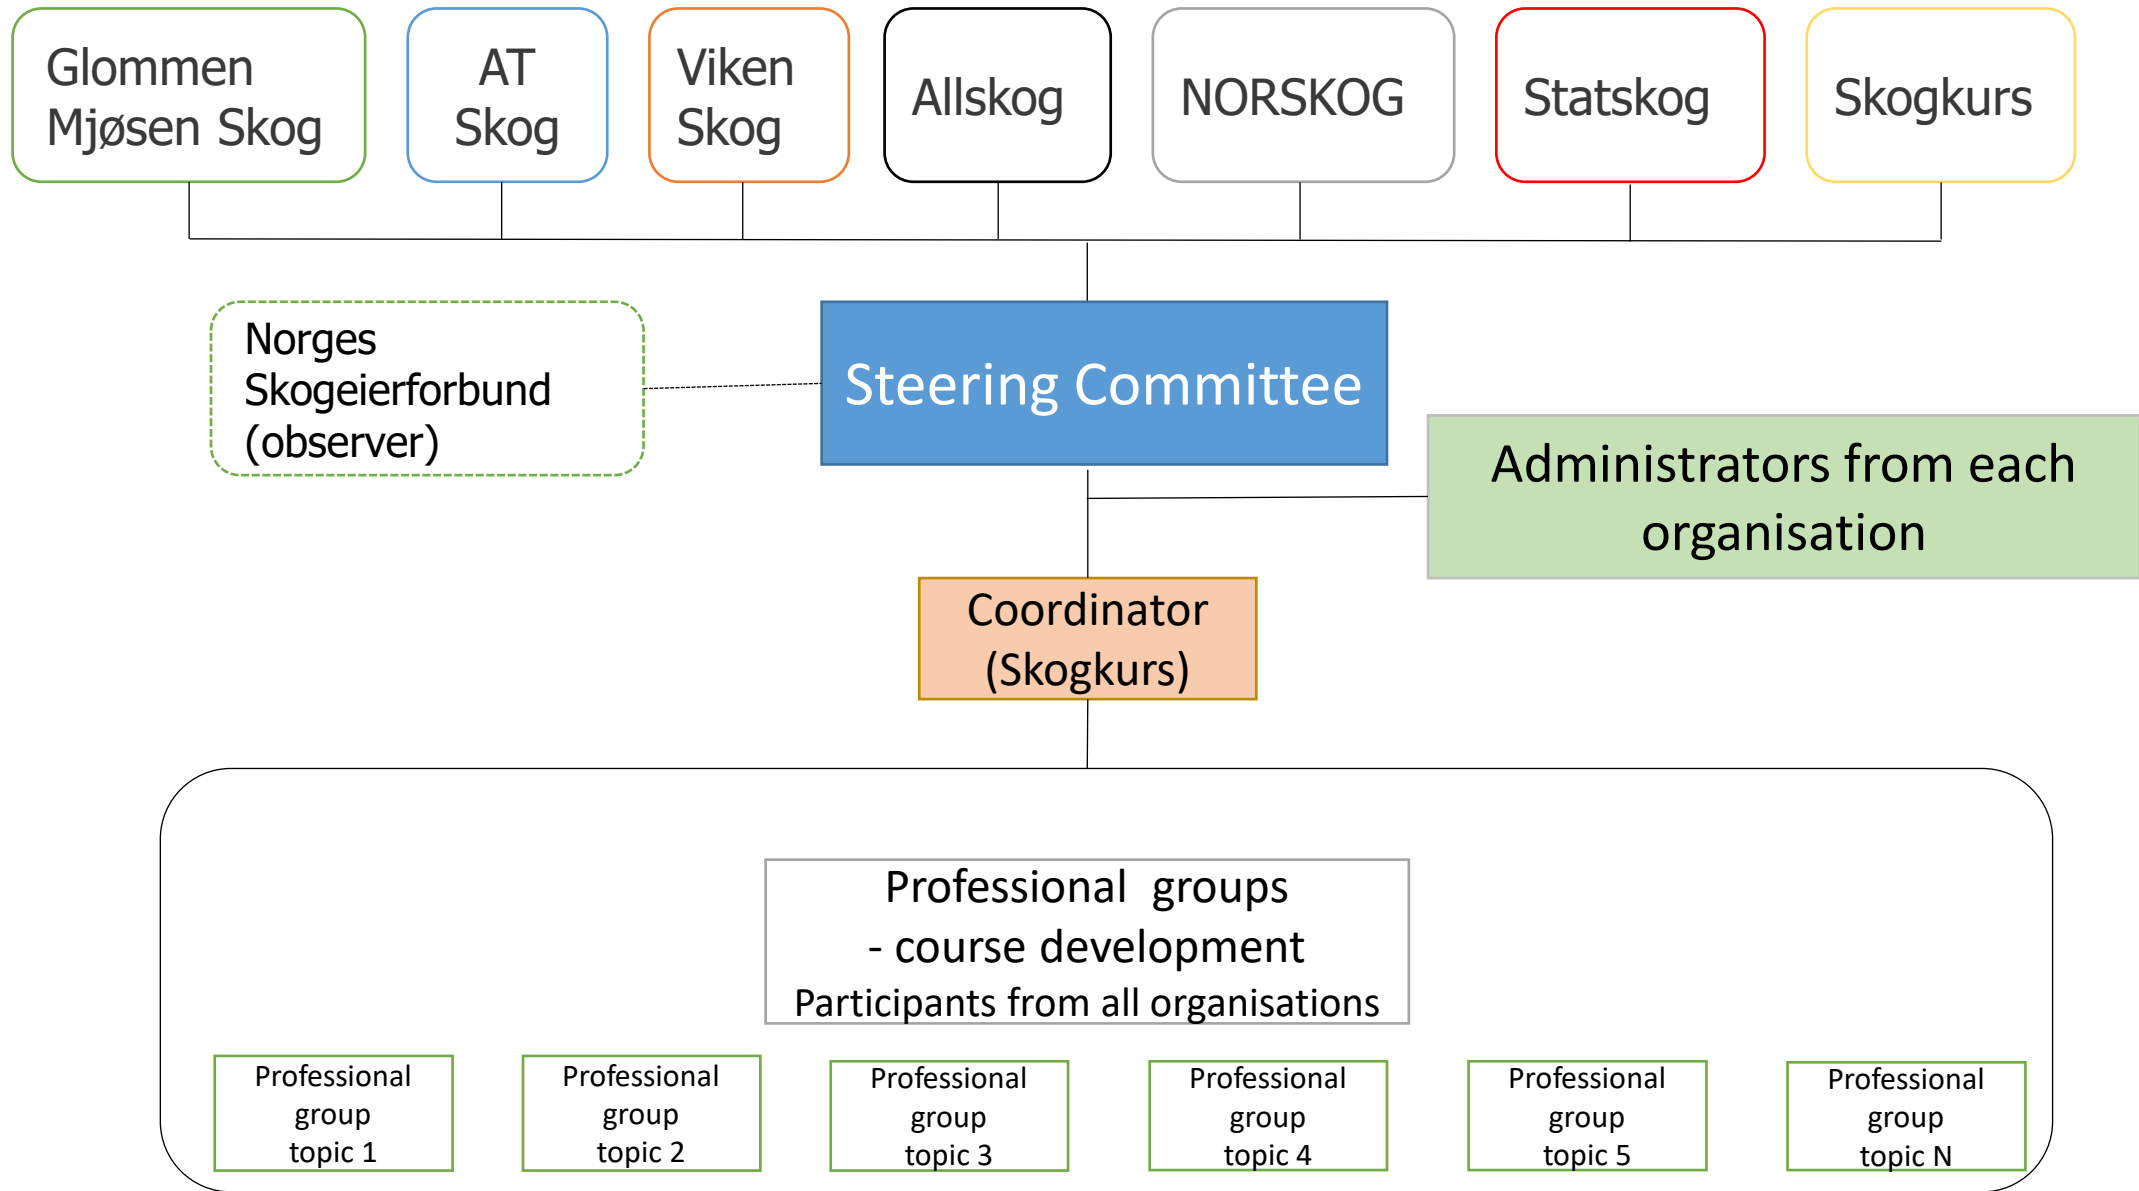 Glommen
Mjøsen Skog
AT
Skog
Viken
Skog
Allskog
NORSKOG
Statskog
Skogkurs
Norges
Skogeierforbund
(observer)
Steering Committee
Administrators from each
organisation
Coordinator
(Skogkurs)
Professional groups
- course development
Participants from all organisations
Professional
group
topic 1
Professional
group
topic 2
Professional
group
topic 3
Professional
group
topic 4
Professional
group
topic 5
Professional
group
topic N